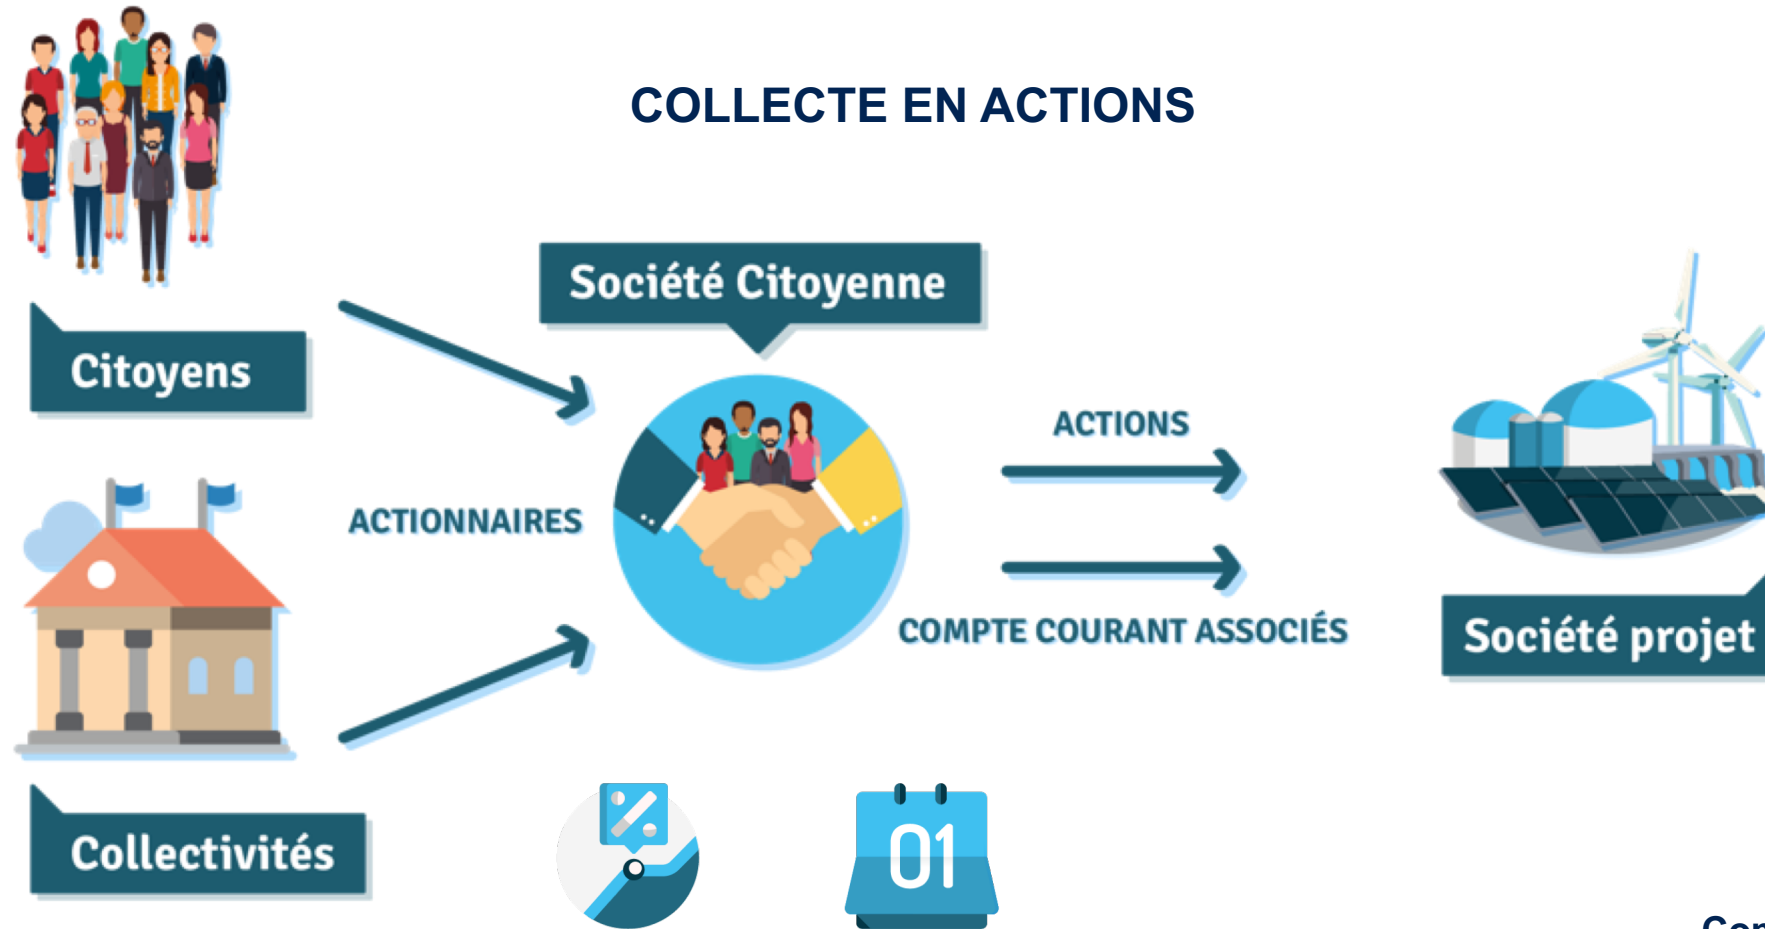 COLLECTE EN ACTIONS
Société Citoyenne
Citoyens
ACTIONS
ACTIONNAIRES
COMPTE COURANT ASSOCIÉS
Société projet
Collectivités
01